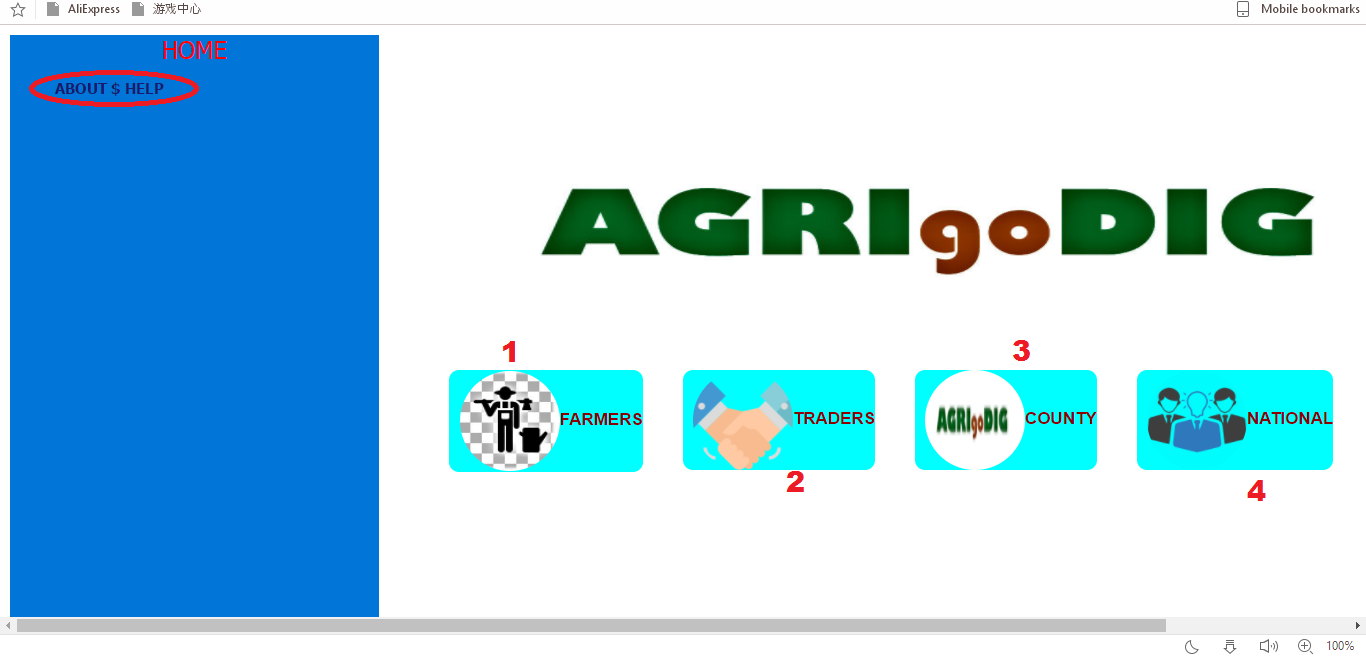 AliExpress 游戏中心 Mobile bookmarks
HOME
ABOUT $ HELP
AGRIgoDIG
1
FARMERS
2
TRADERS
3
AGRIgoDIG
COUNTY
4
NATIONAL
100%